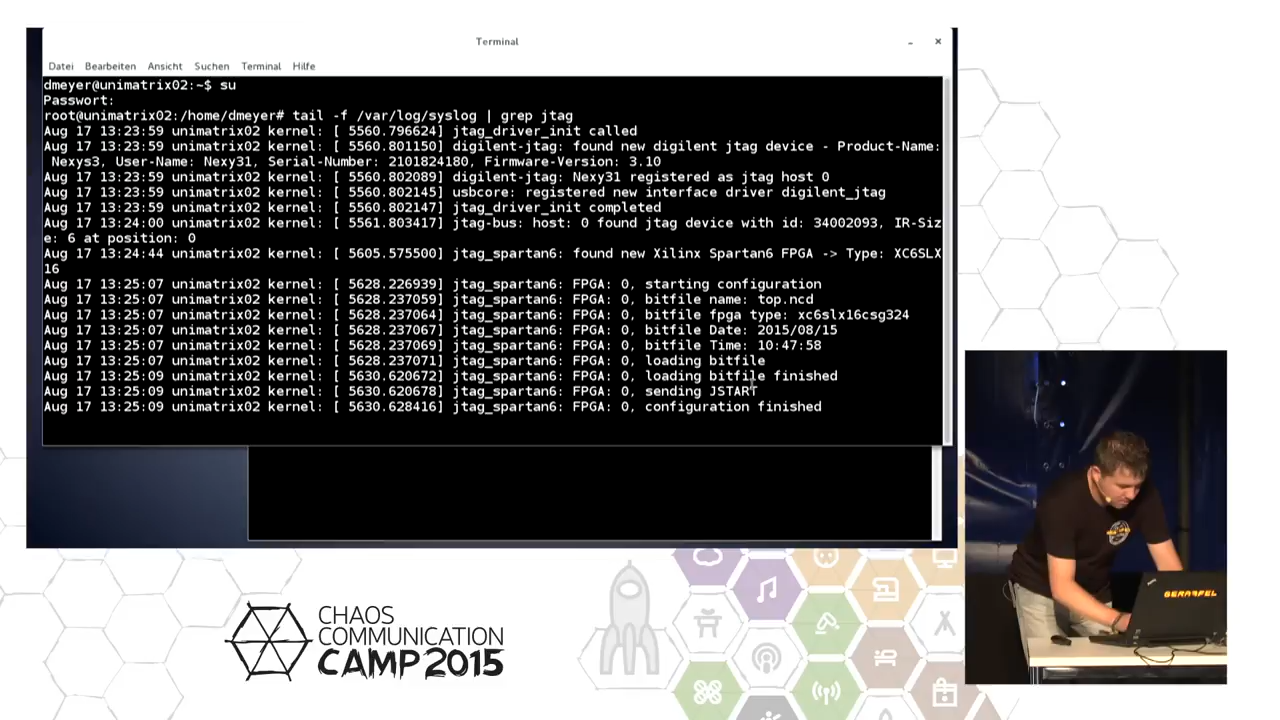 Terminal
Datei Bearbeiten Ansicht Suchen Terminal Hilfe
dmeyer@unimatrix02:~$ su
Passwort:
root@unimatrix02:/home/dmeyer# tail -f /var/log/syslog | grep jtag
Aug 17 13:23:59 unimatrix02 kernel: [ 5560.796624] jtag_driver_init called
Aug 17 13:23:59 unimatrix02 kernel: [ 5560.801150] digilent-jtag: found new digilent jtag device - Product-Name:
Nexys3, User-Name: Nexy31, Serial-Number: 2101824180, Firmware-Version: 3.10
Aug 17 13:23:59 unimatrix02 kernel: [ 5560.802089] digilent-jtag: Nexy31 registered as jtag host 0
Aug 17 13:23:59 unimatrix02 kernel: [ 5560.802145] usbcore: registered new interface driver digilent_jtag
Aug 17 13:23:59 unimatrix02 kernel: [ 5560.802147] jtag_driver_init completed
Aug 17 13:24:00 unimatrix02 kernel: [ 5561.803417] jtag-bus: host: 0 found jtag device with id: 34002093, IR-Siz
e: 6 at position: 0
Aug 17 13:24:44 unimatrix02 kernel: [ 5605.575500] jtag_spartan6: found new Xilinx Spartan6 FPGA -> Type: XC6SLX
16
Aug 17 13:25:07 unimatrix02 kernel: [ 5628.226939] jtag_spartan6: FPGA: 0, starting configuration
Aug 17 13:25:07 unimatrix02 kernel: [ 5628.237059] jtag_spartan6: FPGA: 0, bitfile name: top.ncd
Aug 17 13:25:07 unimatrix02 kernel: [ 5628.237064] jtag_spartan6: FPGA: 0, bitfile fpga type: xc6slx16csg324
Aug 17 13:25:07 unimatrix02 kernel: [ 5628.237067] jtag_spartan6: FPGA: 0, bitfile Date: 2015/08/15
Aug 17 13:25:07 unimatrix02 kernel: [ 5628.237069] jtag_spartan6: FPGA: 0, bitfile Time: 10:47:58
Aug 17 13:25:07 unimatrix02 kernel: [ 5628.237071] jtag_spartan6: FPGA: 0, loading bitfile
Aug 17 13:25:09 unimatrix02 kernel: [ 5630.620672] jtag_spartan6: FPGA: 0, loading bitfile finished
Aug 17 13:25:09 unimatrix02 kernel: [ 5630.620678] jtag_spartan6: FPGA: 0, sending JSTART
Aug 17 13:25:09 unimatrix02 kernel: [ 5630.628416] jtag_spartan6: FPGA: 0, configuration finished
CHAOS
COMMUNICATION
CAMP 2015